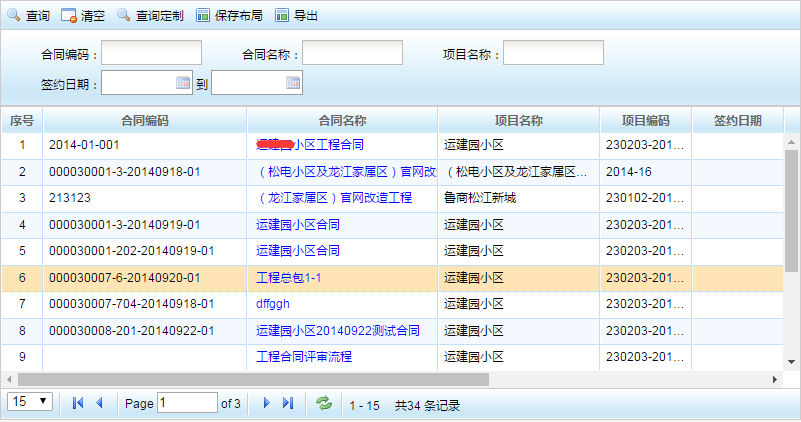 查询 清空 查询定制 保存布局 导出
合同编码： 合同名称： 项目名称：
签约日期： 到
序号 合同编码 合同名称 项目名称 项目编码 签约日期
1 2014-01-001 小区工程合同 运建园小区 230203-201...
2 000030001-3-20140918-01 （松电小区及龙江家属区）官网改 （松电小区及龙江家属区... 2014-16
3 213123 （龙江家属区）官网改造工程 鲁商松江新城 230102-201...
4 000030001-3-20140919-01 运建园小区合同 运建园小区 230203-201...
5 000030001-202-20140919-01 运建园小区合同 运建园小区 230203-201...
6 000030007-6-20140920-01 工程总包1-1 运建园小区 230203-201...
7 000030007-704-20140918-01 dffggh 运建园小区 230203-201...
8 000030008-201-20140922-01 运建园小区20140922测试合同 运建园小区 230203-201...
9 工程合同评审流程 运建园小区 230203-201...
15 Page 1 of 3 1 - 15 共34 条记录